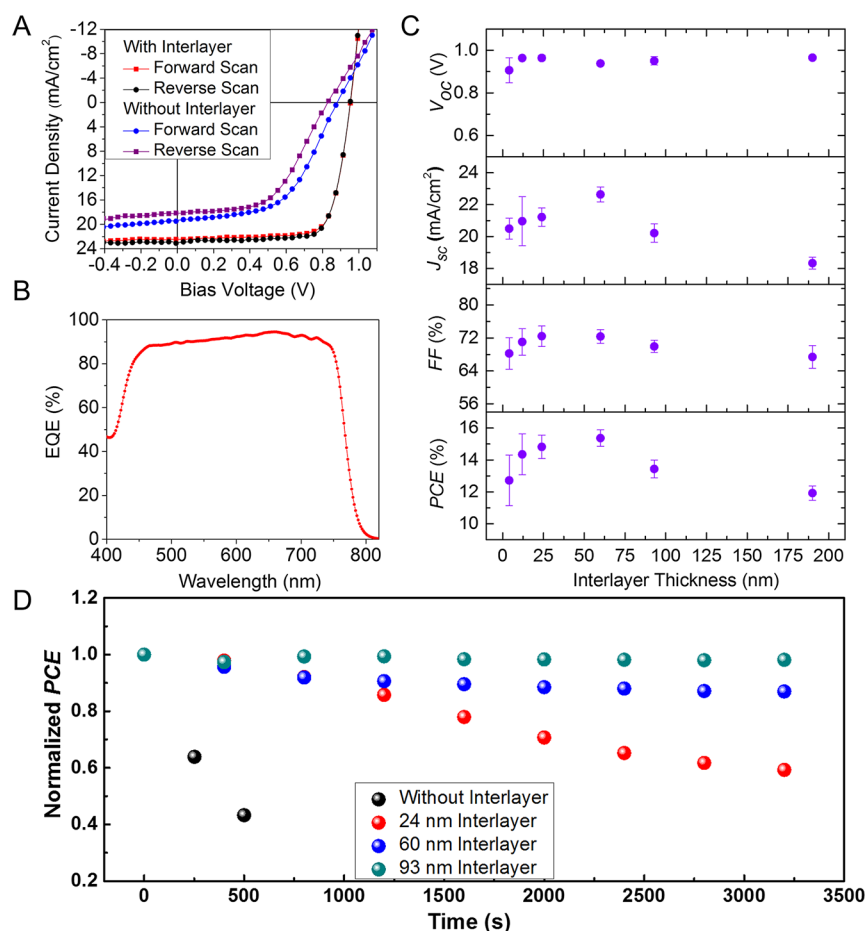 A
Current Density (mA/cm²)
-12
-8
-4
0
4
8
12
16
20
24
With Interlayer
Forward Scan
Reverse Scan
Without Interlayer
Forward Scan
Reverse Scan
-0.4 -0.2 0.0 0.2 0.4 0.6 0.8 1.0
Bias Voltage (V)
B
EQE (%)
100
80
60
40
20
0
400 500 600 700 800
Wavelength (nm)
C
VOC (V)
1.0
0.8
0.6
Jsc (mA/cm²)
22
20
18
FF (%)
80
72
64
56
PCE (%)
16
14
12
10
0 25 50 75 100 125 150 175 200
Interlayer Thickness (nm)
D
Normalized PCE
1.2
1.0
0.8
0.6
0.4
0.2
Without Interlayer
24 nm Interlayer
60 nm Interlayer
93 nm Interlayer
0 500 1000 1500 2000 2500 3000 3500
Time (s)